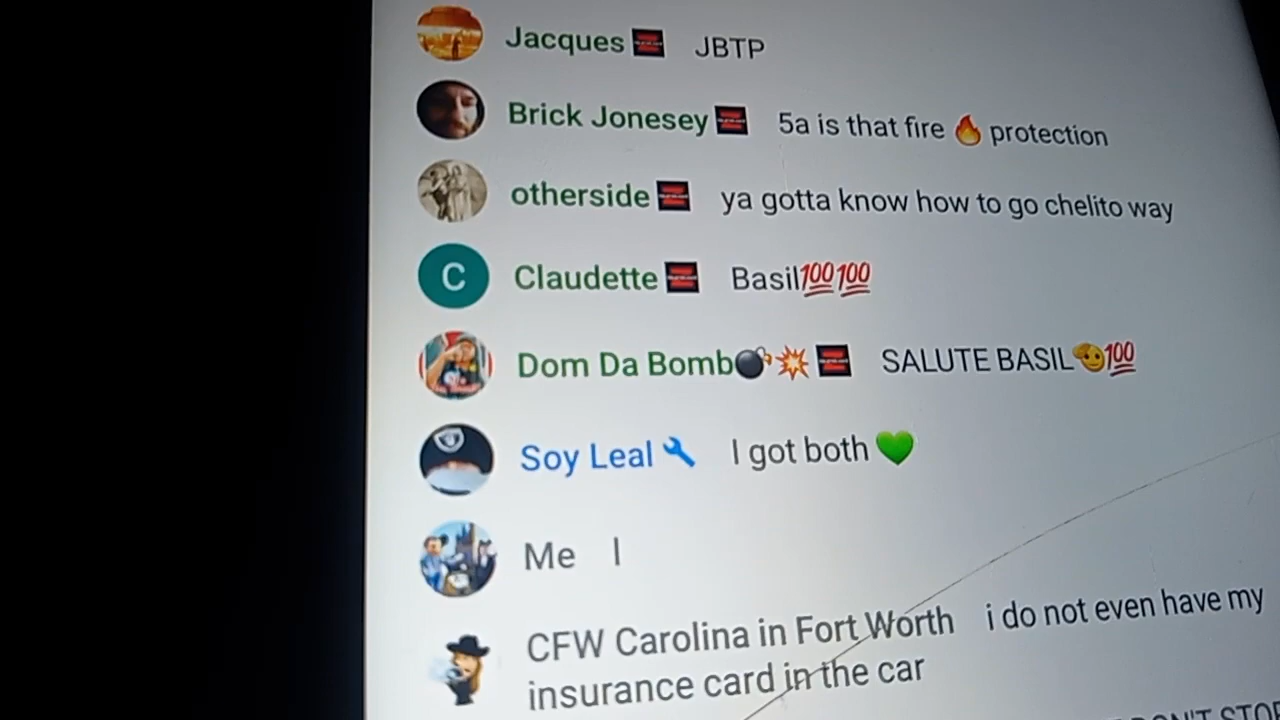 Jacques JBTP
Brick Jonesey 5a is that fire 🔥 protection
otherside ya gotta know how to go chelito way
C Claudette Basil💯💯
Dom Da Bomb💣💥 SALUTE BASIL🫡💯
Soy Leal🔧 I got both 💚
Me I
CFW Carolina in Fort Worth i do not even have my
insurance card in the car